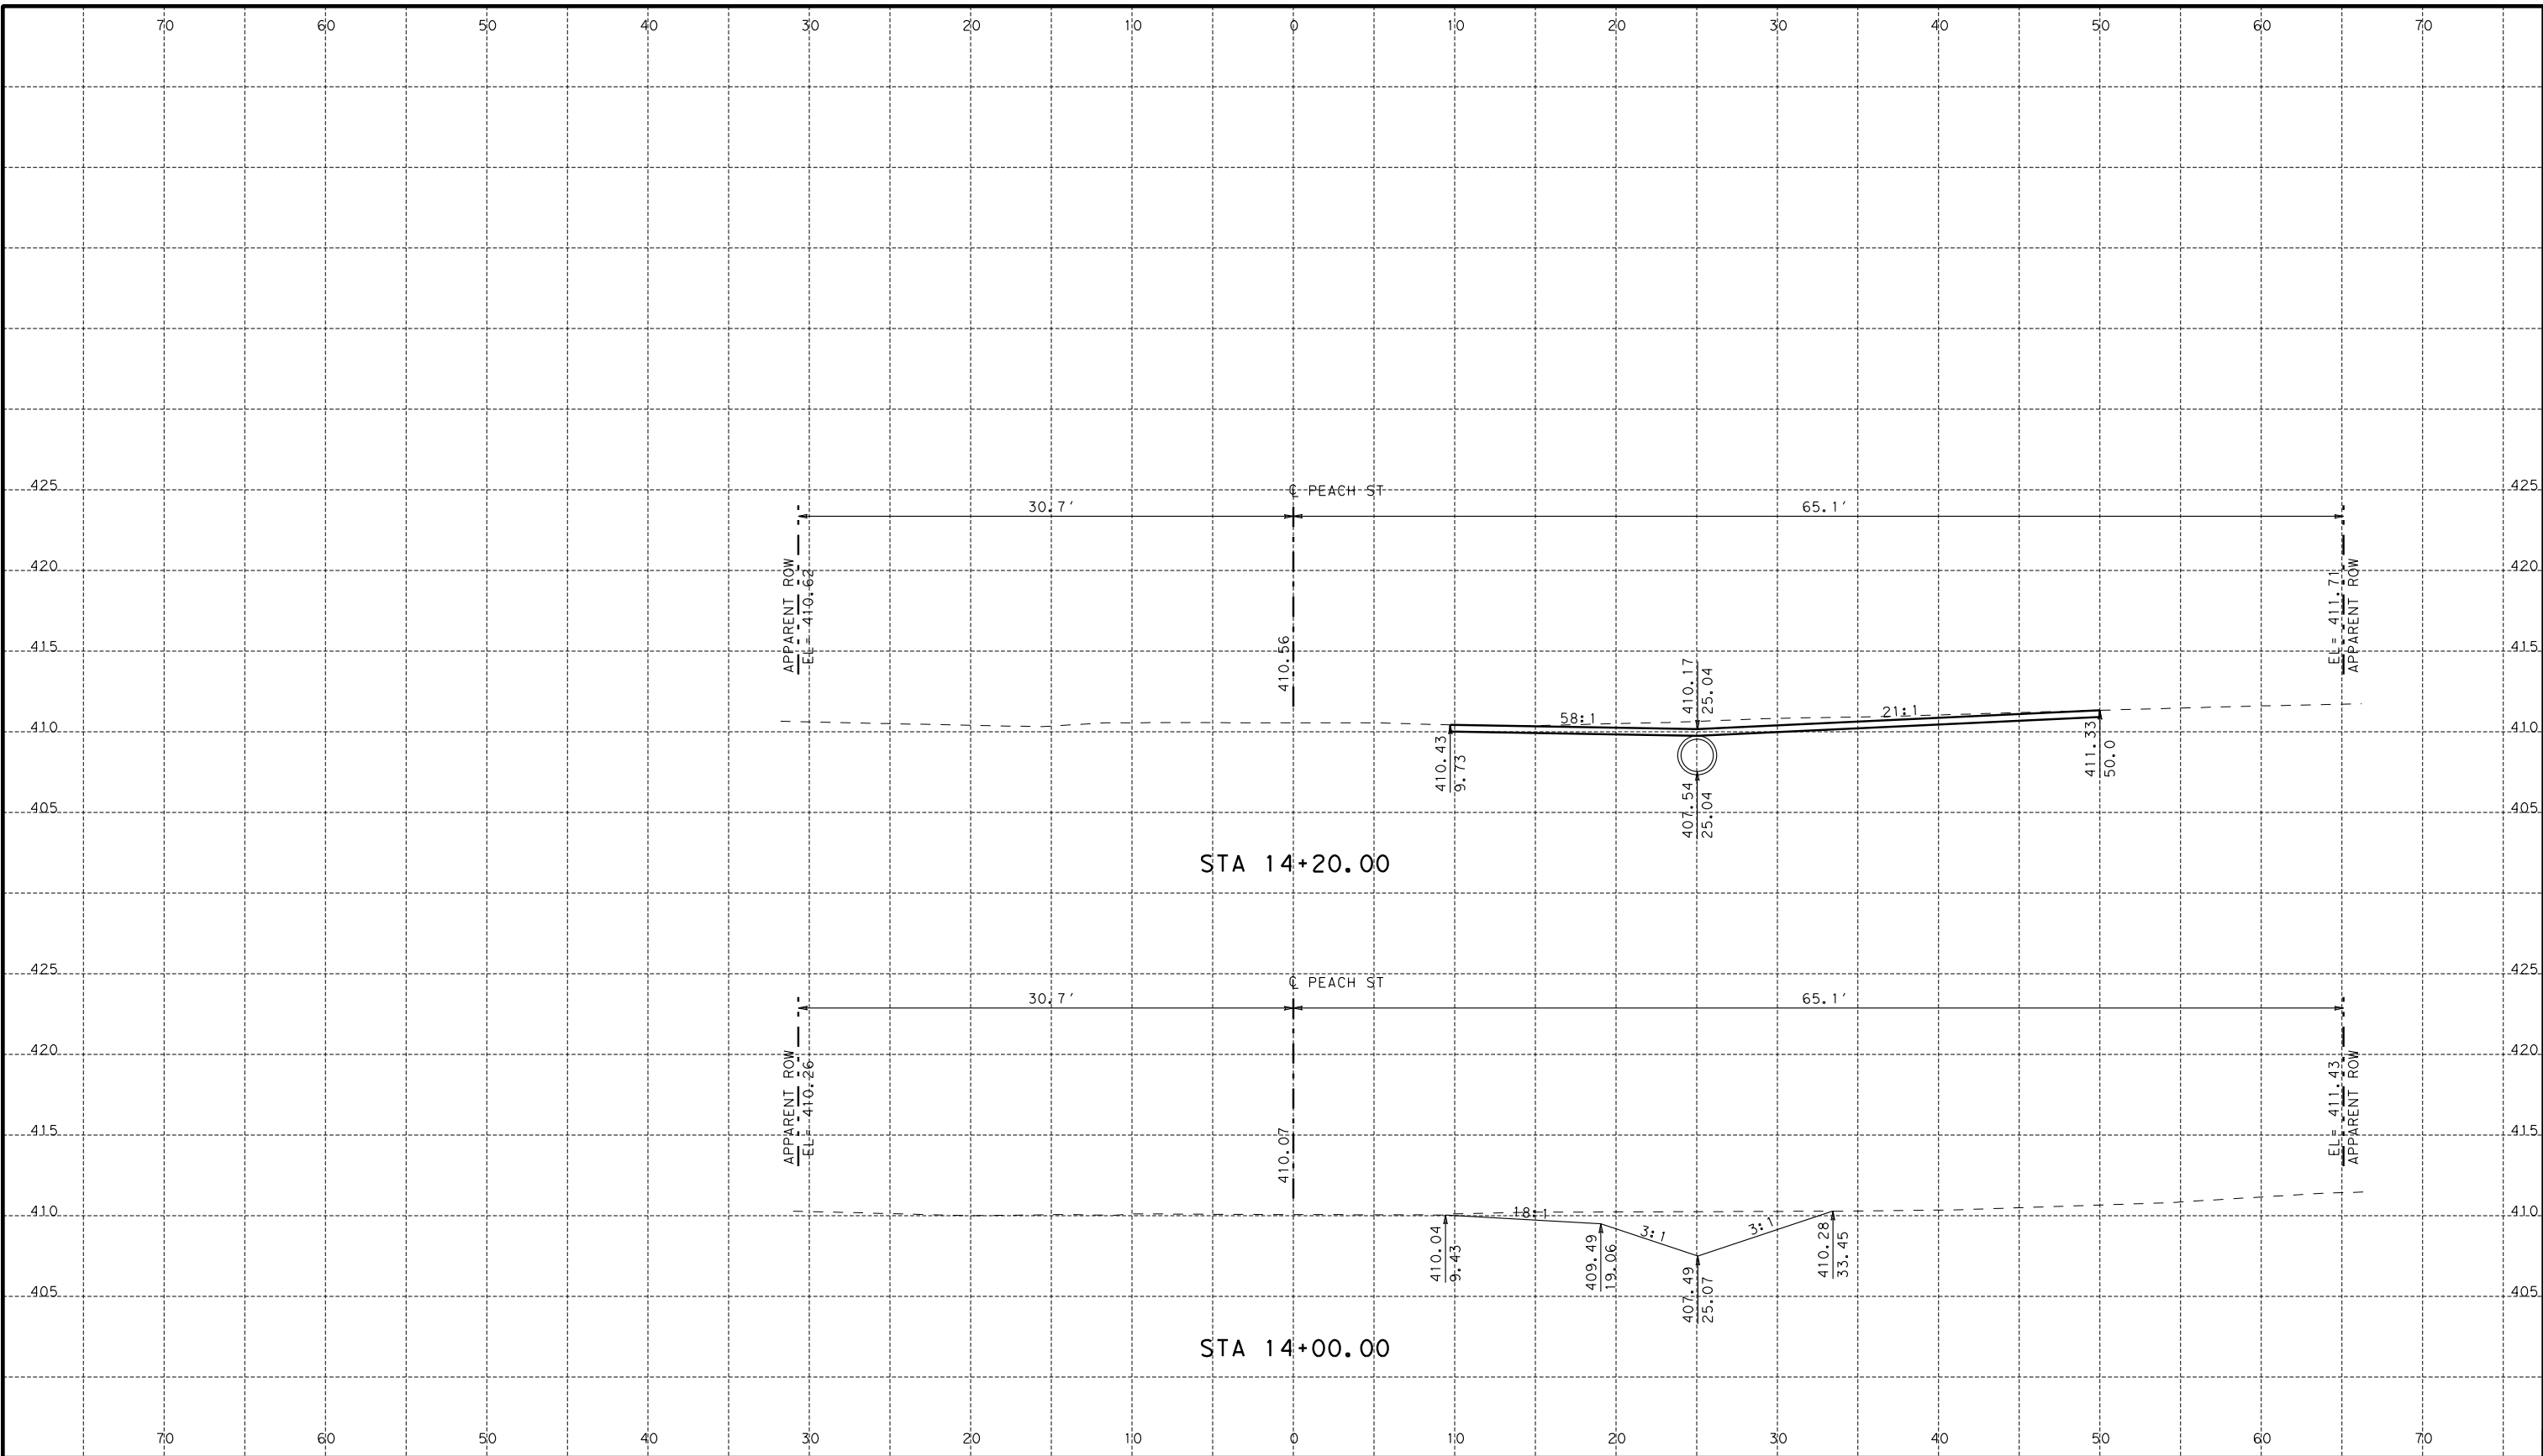 70 60 50 40 30 20 10 0 10 20 30 40 50 60 70
425 425
℄ PEACH ST
30.7' 65.1'
420 420
APPARENT ROW
EL= 410.62
410.56
EL= 411.71
APPARENT ROW
415 415
410.17
25.04
58:1
21:1
410 410
410.43
9.73
407.54
25.04
411.33
50.0
405 405
STA 14+20.00
425 425
℄ PEACH ST
30.7' 65.1'
420 420
APPARENT ROW
EL= 410.26
410.07
EL= 411.43
APPARENT ROW
415 415
410 410
18:1
3:1
3:1
410.04
9.43
409.49
19.06
407.49
25.07
410.28
33.45
405 405
STA 14+00.00
70 60 50 40 30 20 10 0 10 20 30 40 50 60 70